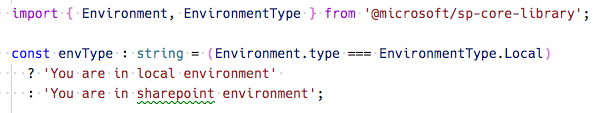 import { Environment, EnvironmentType } from '@microsoft/sp-core-library';
const envType : string = (Environment.type === EnvironmentType.Local)
? 'You are in local environment'
: 'You are in sharepoint environment';